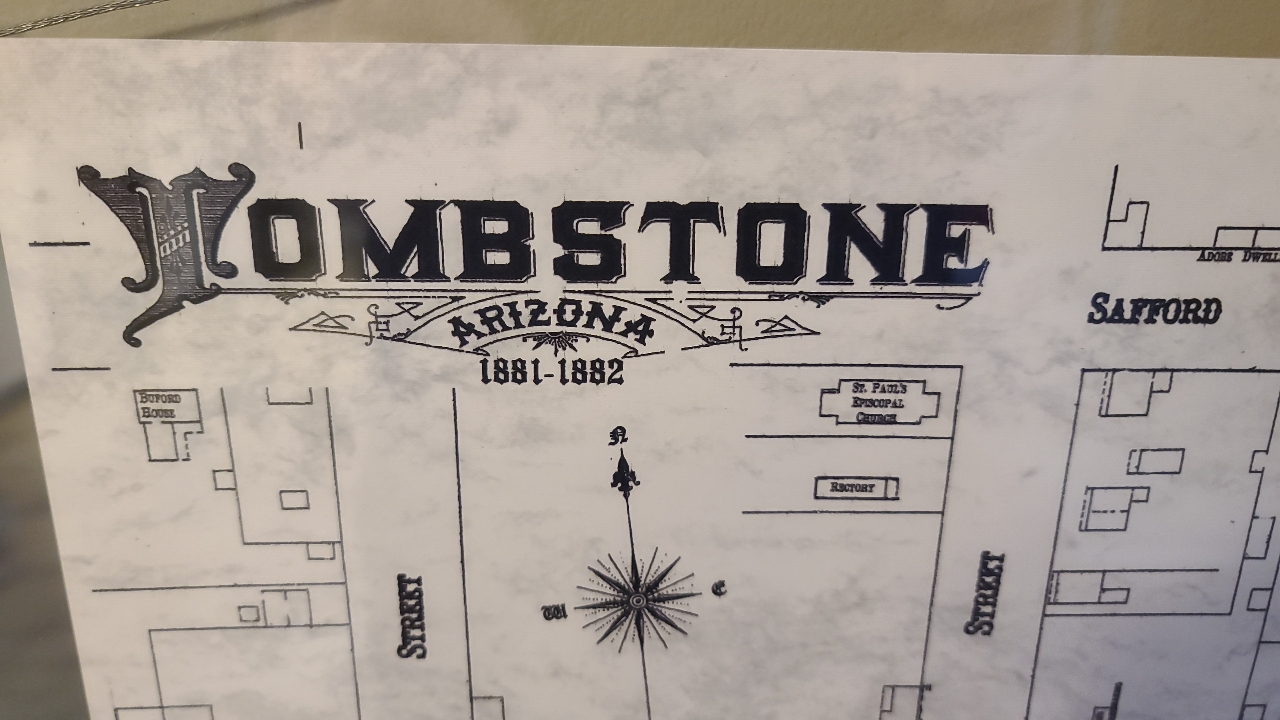 TOMBSTONE
ARIZONA
1881-1882
ADOBE DWELL
SAFFORD
BUFORD
HOUSE
ST. PAUL'S
EPISCOPAL
CHURCH
RECTORY
N
W
E
STREET
STREET